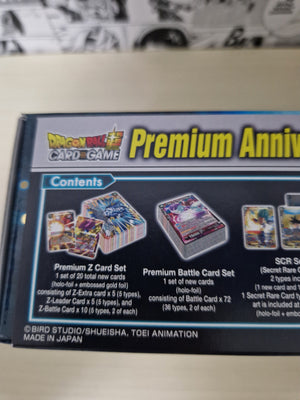 DRAGON BALL SUPER
CARD GAME
Premium Anniv
Contents
Premium Z Card Set
1 set of 20 total new cards
(holo-foil + embossed gold foil)
consisting of Z-Extra card x 5 (5 types),
Z-Leader Card x 5 (5 types), and
Z-Battle Card x 10 (5 types, 2 of each)
Premium Battle Card Set
1 set of new cards
(holo-foil)
consisting of Battle Card x 72
(36 types, 2 of each)
SCR Se
(Secret Rare C
2 types inc
(1 new card, 1
1 Secret Rare Card typ
art is included at
(holo-foil + embo
©BIRD STUDIO/SHUEISHA, TOEI ANIMATION
MADE IN JAPAN